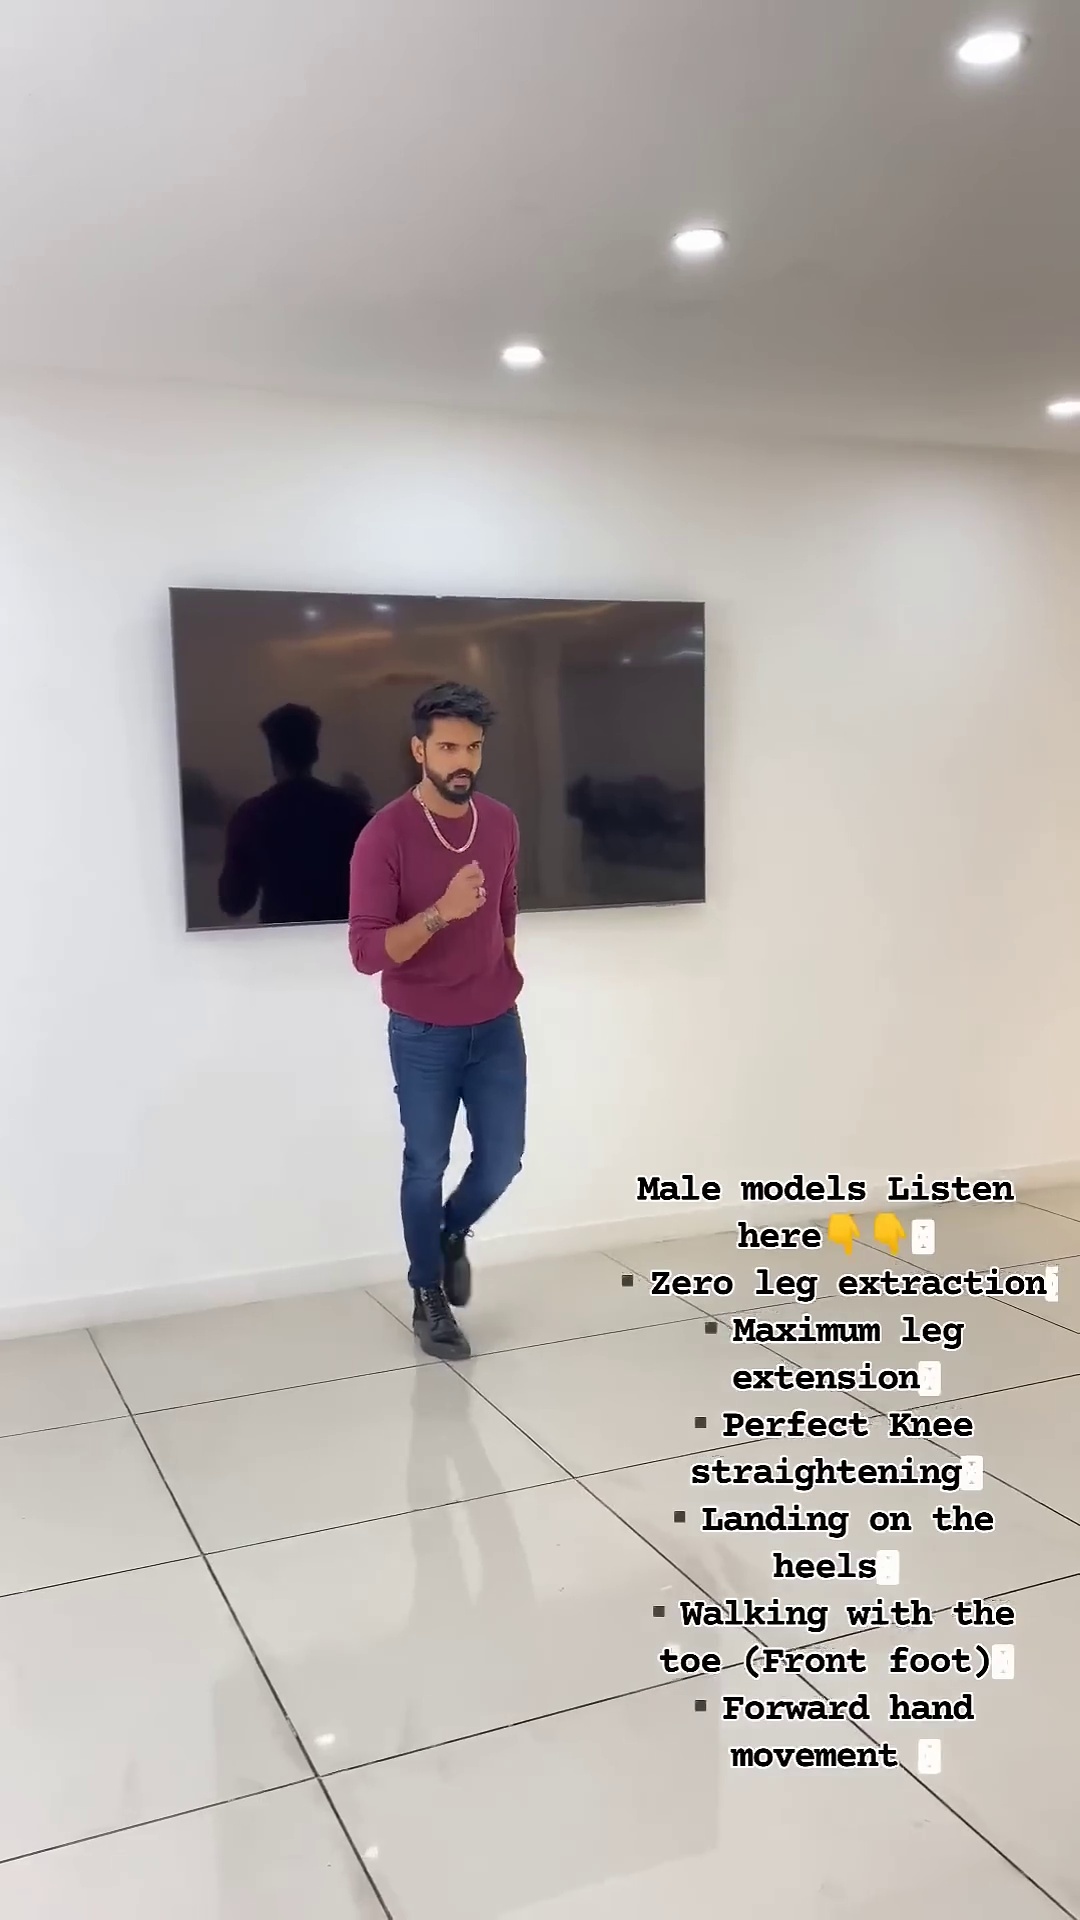 Male models Listen
here👇👇
▪ Zero leg extraction
▪ Maximum leg
extension
▪ Perfect Knee
straightening
▪ Landing on the
heels
▪ Walking with the
toe (Front foot)
▪ Forward hand
movement